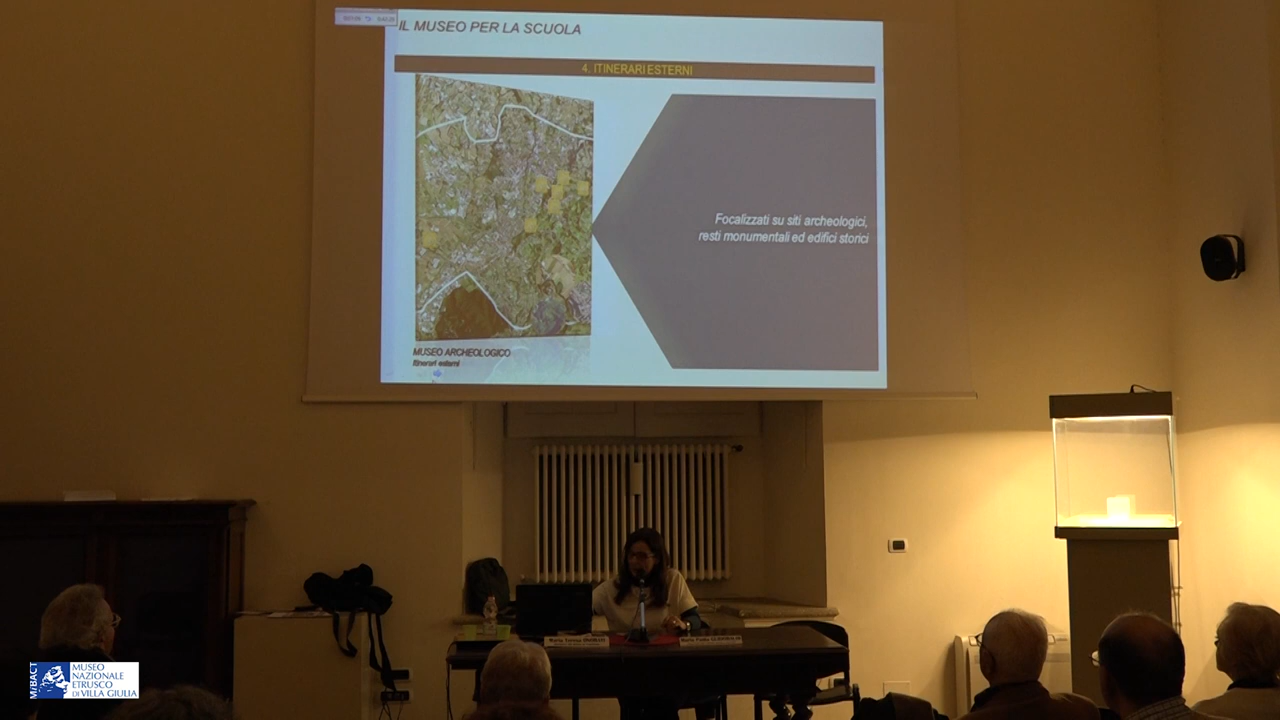 IL MUSEO PER LA SCUOLA
4. ITINERARI ESTERNI
Focalizzati su siti archeologici,
resti monumentali ed edifici storici
MUSEO ARCHEOLOGICO
Itinerari esterni
MiBACT
MUSEO
NAZIONALE
ETRUSCO
DI VILLA GIULIA